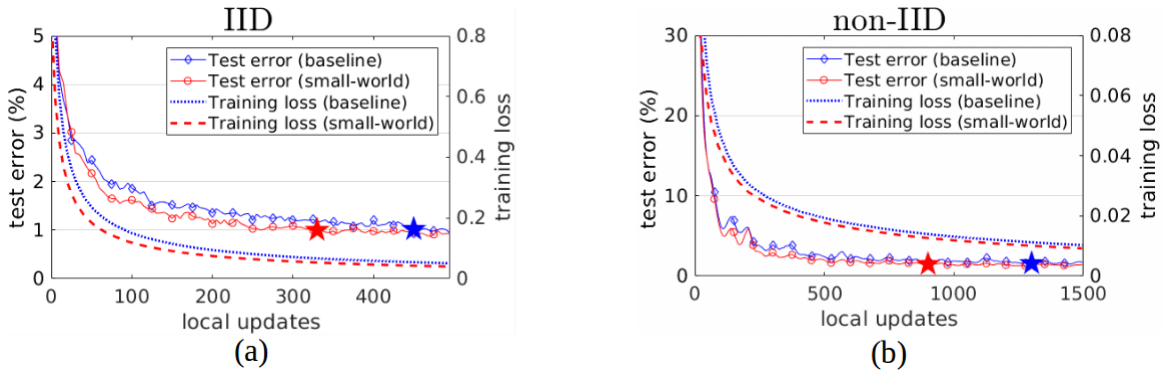 IID
5
4
3
2
1
0
test error (%)
0.8
0.6
0.4
0.2
0
training loss
Test error (baseline)
Test error (small-world)
Training loss (baseline)
Training loss (small-world)
0 100 200 300 400
local updates
(a)
non-IID
30
20
10
0
test error (%)
0.08
0.06
0.04
0.02
0
training loss
Test error (baseline)
Test error (small-world)
Training loss (baseline)
Training loss (small-world)
0 500 1000 1500
local updates
(b)